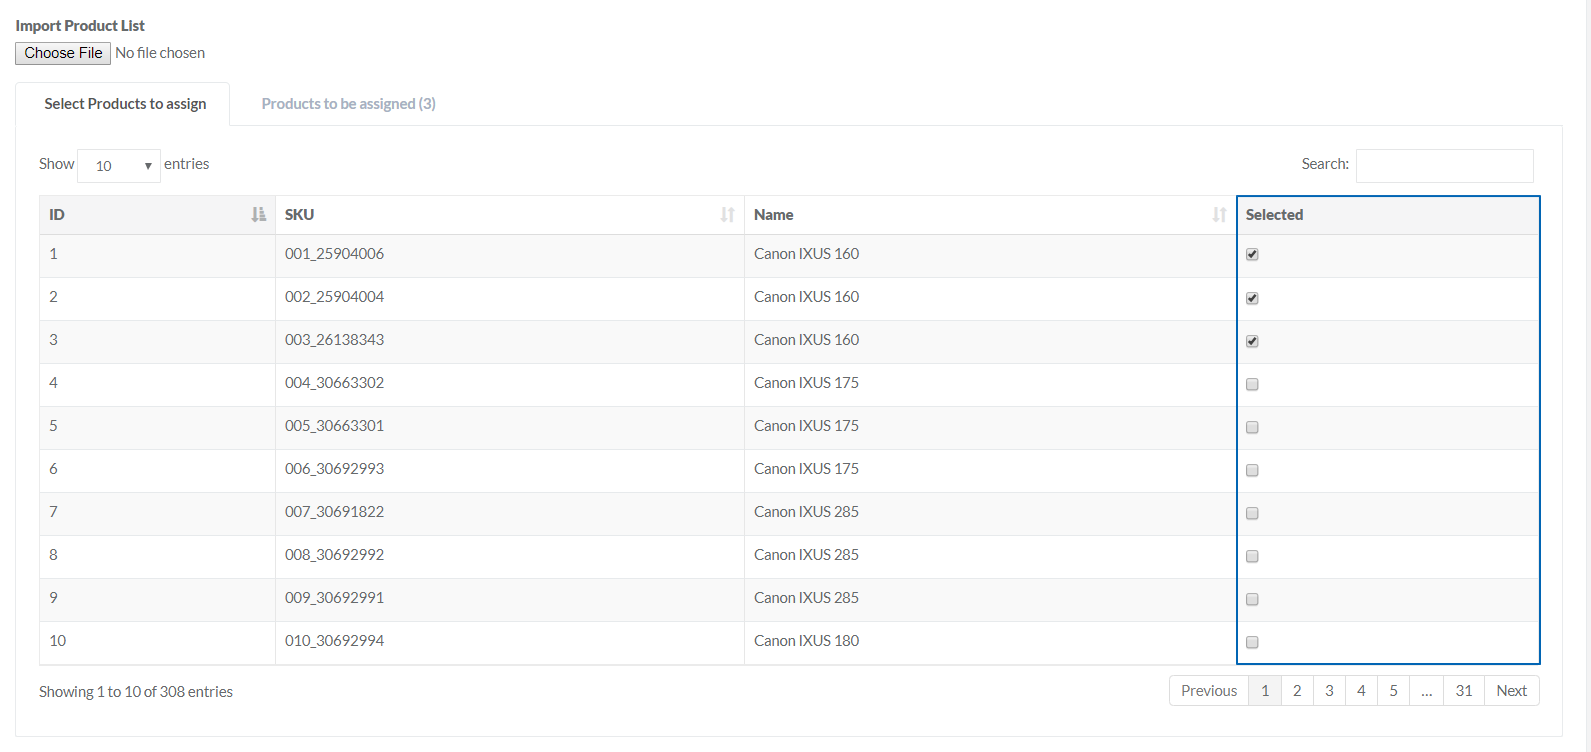 Import Product List
Choose File No file chosen
Select Products to assign Products to be assigned (3)
Show 10 entries Search:
ID SKU Name Selected
1 001_25904006 Canon IXUS 160
2 002_25904004 Canon IXUS 160
3 003_26138343 Canon IXUS 160
4 004_30663302 Canon IXUS 175
5 005_30663301 Canon IXUS 175
6 006_30692993 Canon IXUS 175
7 007_30691822 Canon IXUS 285
8 008_30692992 Canon IXUS 285
9 009_30692991 Canon IXUS 285
10 010_30692994 Canon IXUS 180
Showing 1 to 10 of 308 entries Previous 1 2 3 4 5 ... 31 Next